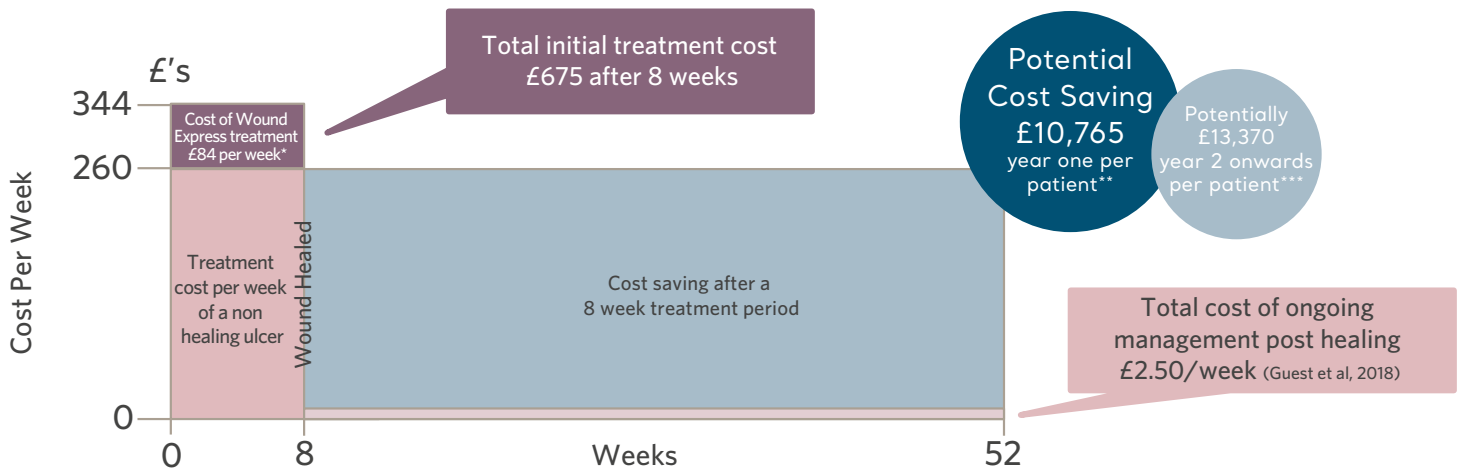 Total initial treatment cost
£675 after 8 weeks
Potential
Cost Saving
£10,765
year one per
patient**
Potentially
£13,370
year 2 onwards
per patient***
£'s
344
260
0
Cost Per Week
Cost of Wound
Express treatment
£84 per week*
Treatment
cost per week
of a non
healing ulcer
Wound Healed
Cost saving after a
8 week treatment period
Total cost of ongoing
management post healing
£2.50/week (Guest et al, 2018)
0
8
Weeks
52